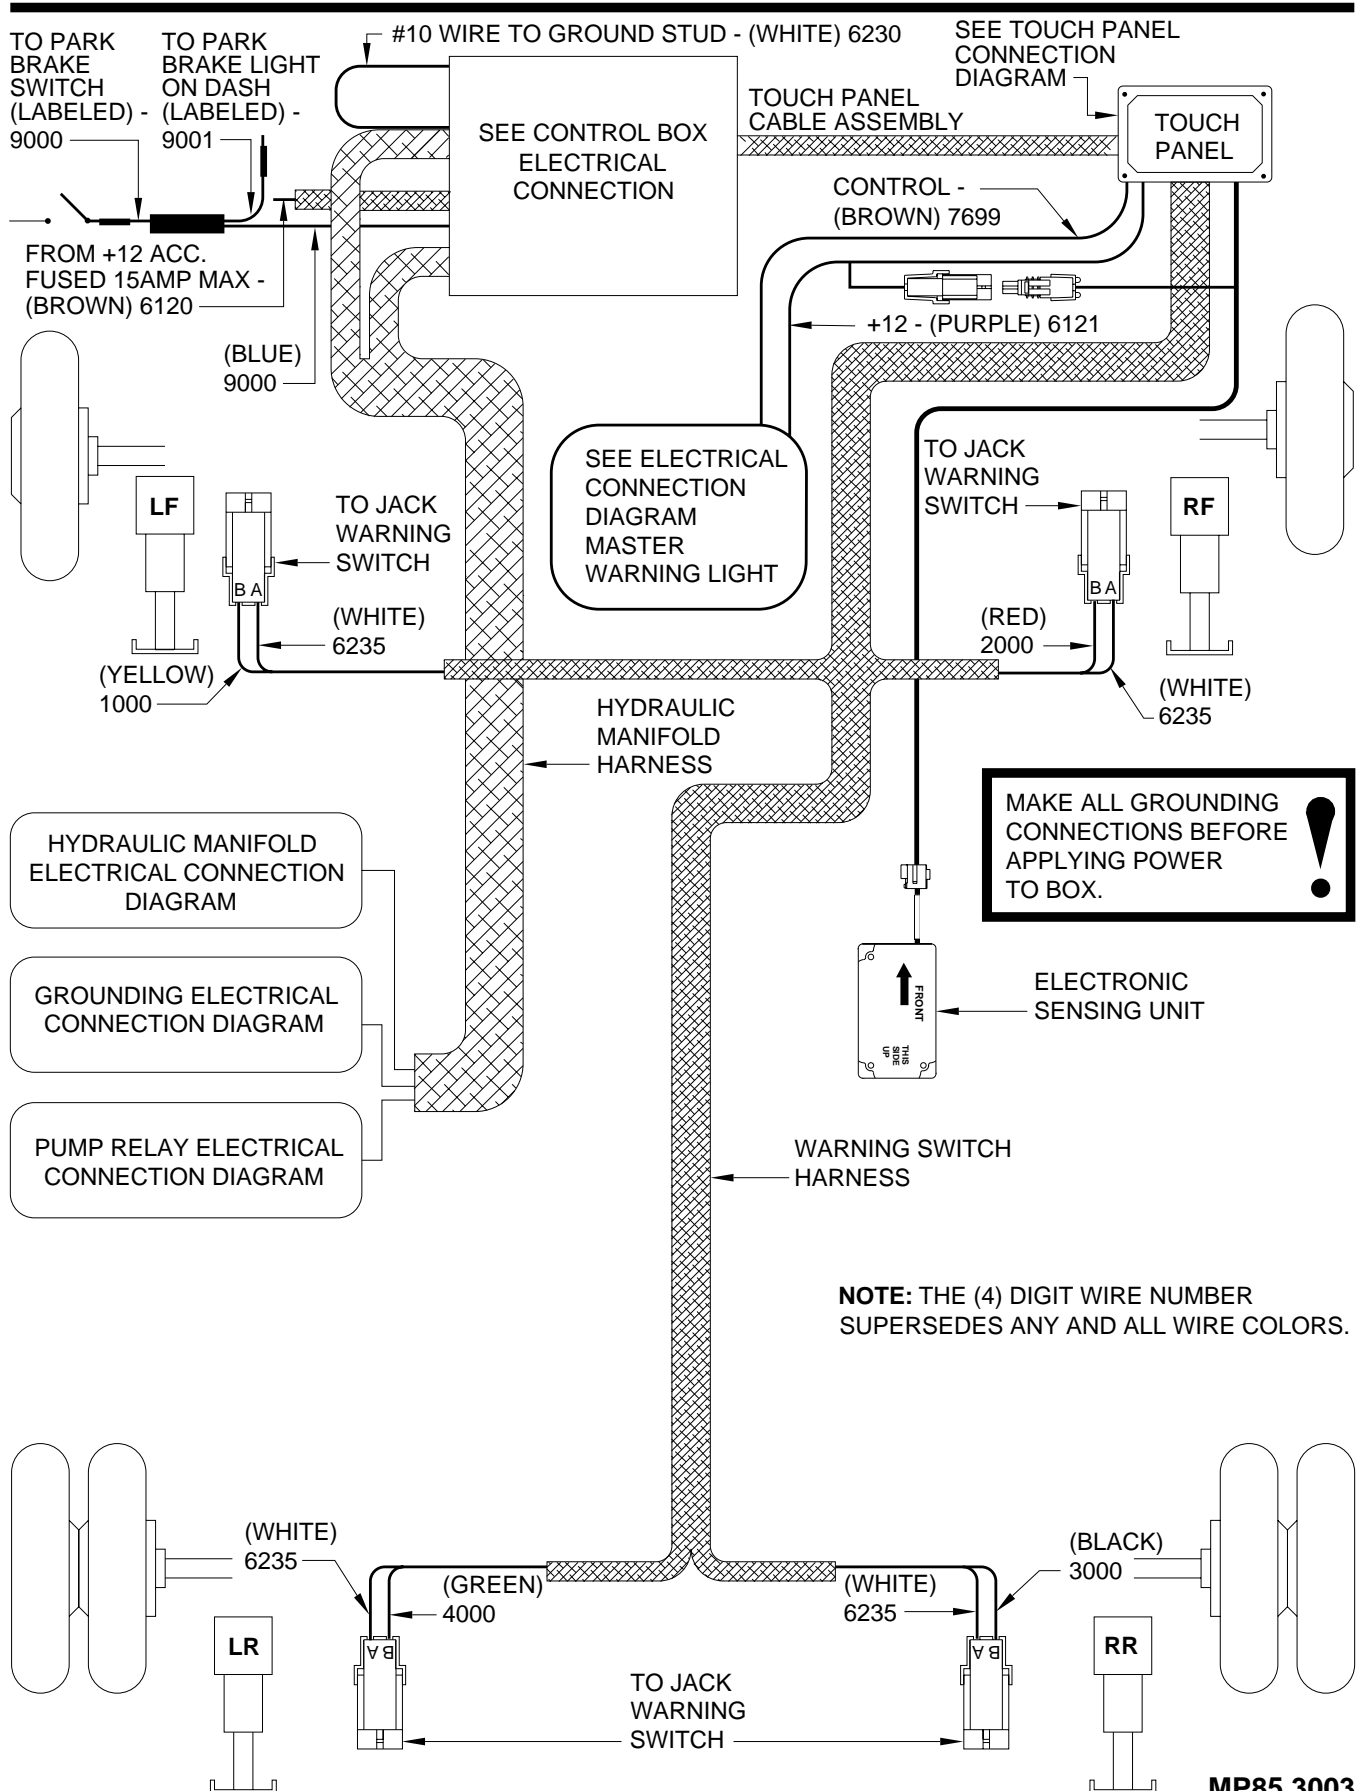 #10 WIRE TO GROUND STUD - (WHITE) 6230
TO PARK
BRAKE
SWITCH
(LABELED) -
9000
TO PARK
BRAKE LIGHT
ON DASH
(LABELED) -
9001
SEE TOUCH PANEL
CONNECTION
DIAGRAM
SEE CONTROL BOX
ELECTRICAL
CONNECTION
TOUCH PANEL
CABLE ASSEMBLY
TOUCH
PANEL
CONTROL -
(BROWN) 7699
FROM +12 ACC.
FUSED 15AMP MAX -
(BROWN) 6120
+12 - (PURPLE) 6121
(BLUE)
9000
SEE ELECTRICAL
CONNECTION
DIAGRAM
MASTER
WARNING LIGHT
TO JACK
WARNING
SWITCH
LF
TO JACK
WARNING
SWITCH
RF
B A
B A
(WHITE)
6235
(RED)
2000
(YELLOW)
1000
(WHITE)
6235
HYDRAULIC
MANIFOLD
HARNESS
MAKE ALL GROUNDING
CONNECTIONS BEFORE
APPLYING POWER
TO BOX.
!
HYDRAULIC MANIFOLD
ELECTRICAL CONNECTION
DIAGRAM
GROUNDING ELECTRICAL
CONNECTION DIAGRAM
FRONT
THIS
SIDE
UP
ELECTRONIC
SENSING UNIT
PUMP RELAY ELECTRICAL
CONNECTION DIAGRAM
WARNING SWITCH
HARNESS
NOTE: THE (4) DIGIT WIRE NUMBER
SUPERSEDES ANY AND ALL WIRE COLORS.
(WHITE)
6235
(GREEN)
4000
(WHITE)
6235
(BLACK)
3000
LR
B A
B A
RR
TO JACK
WARNING
SWITCH
MP85.3003